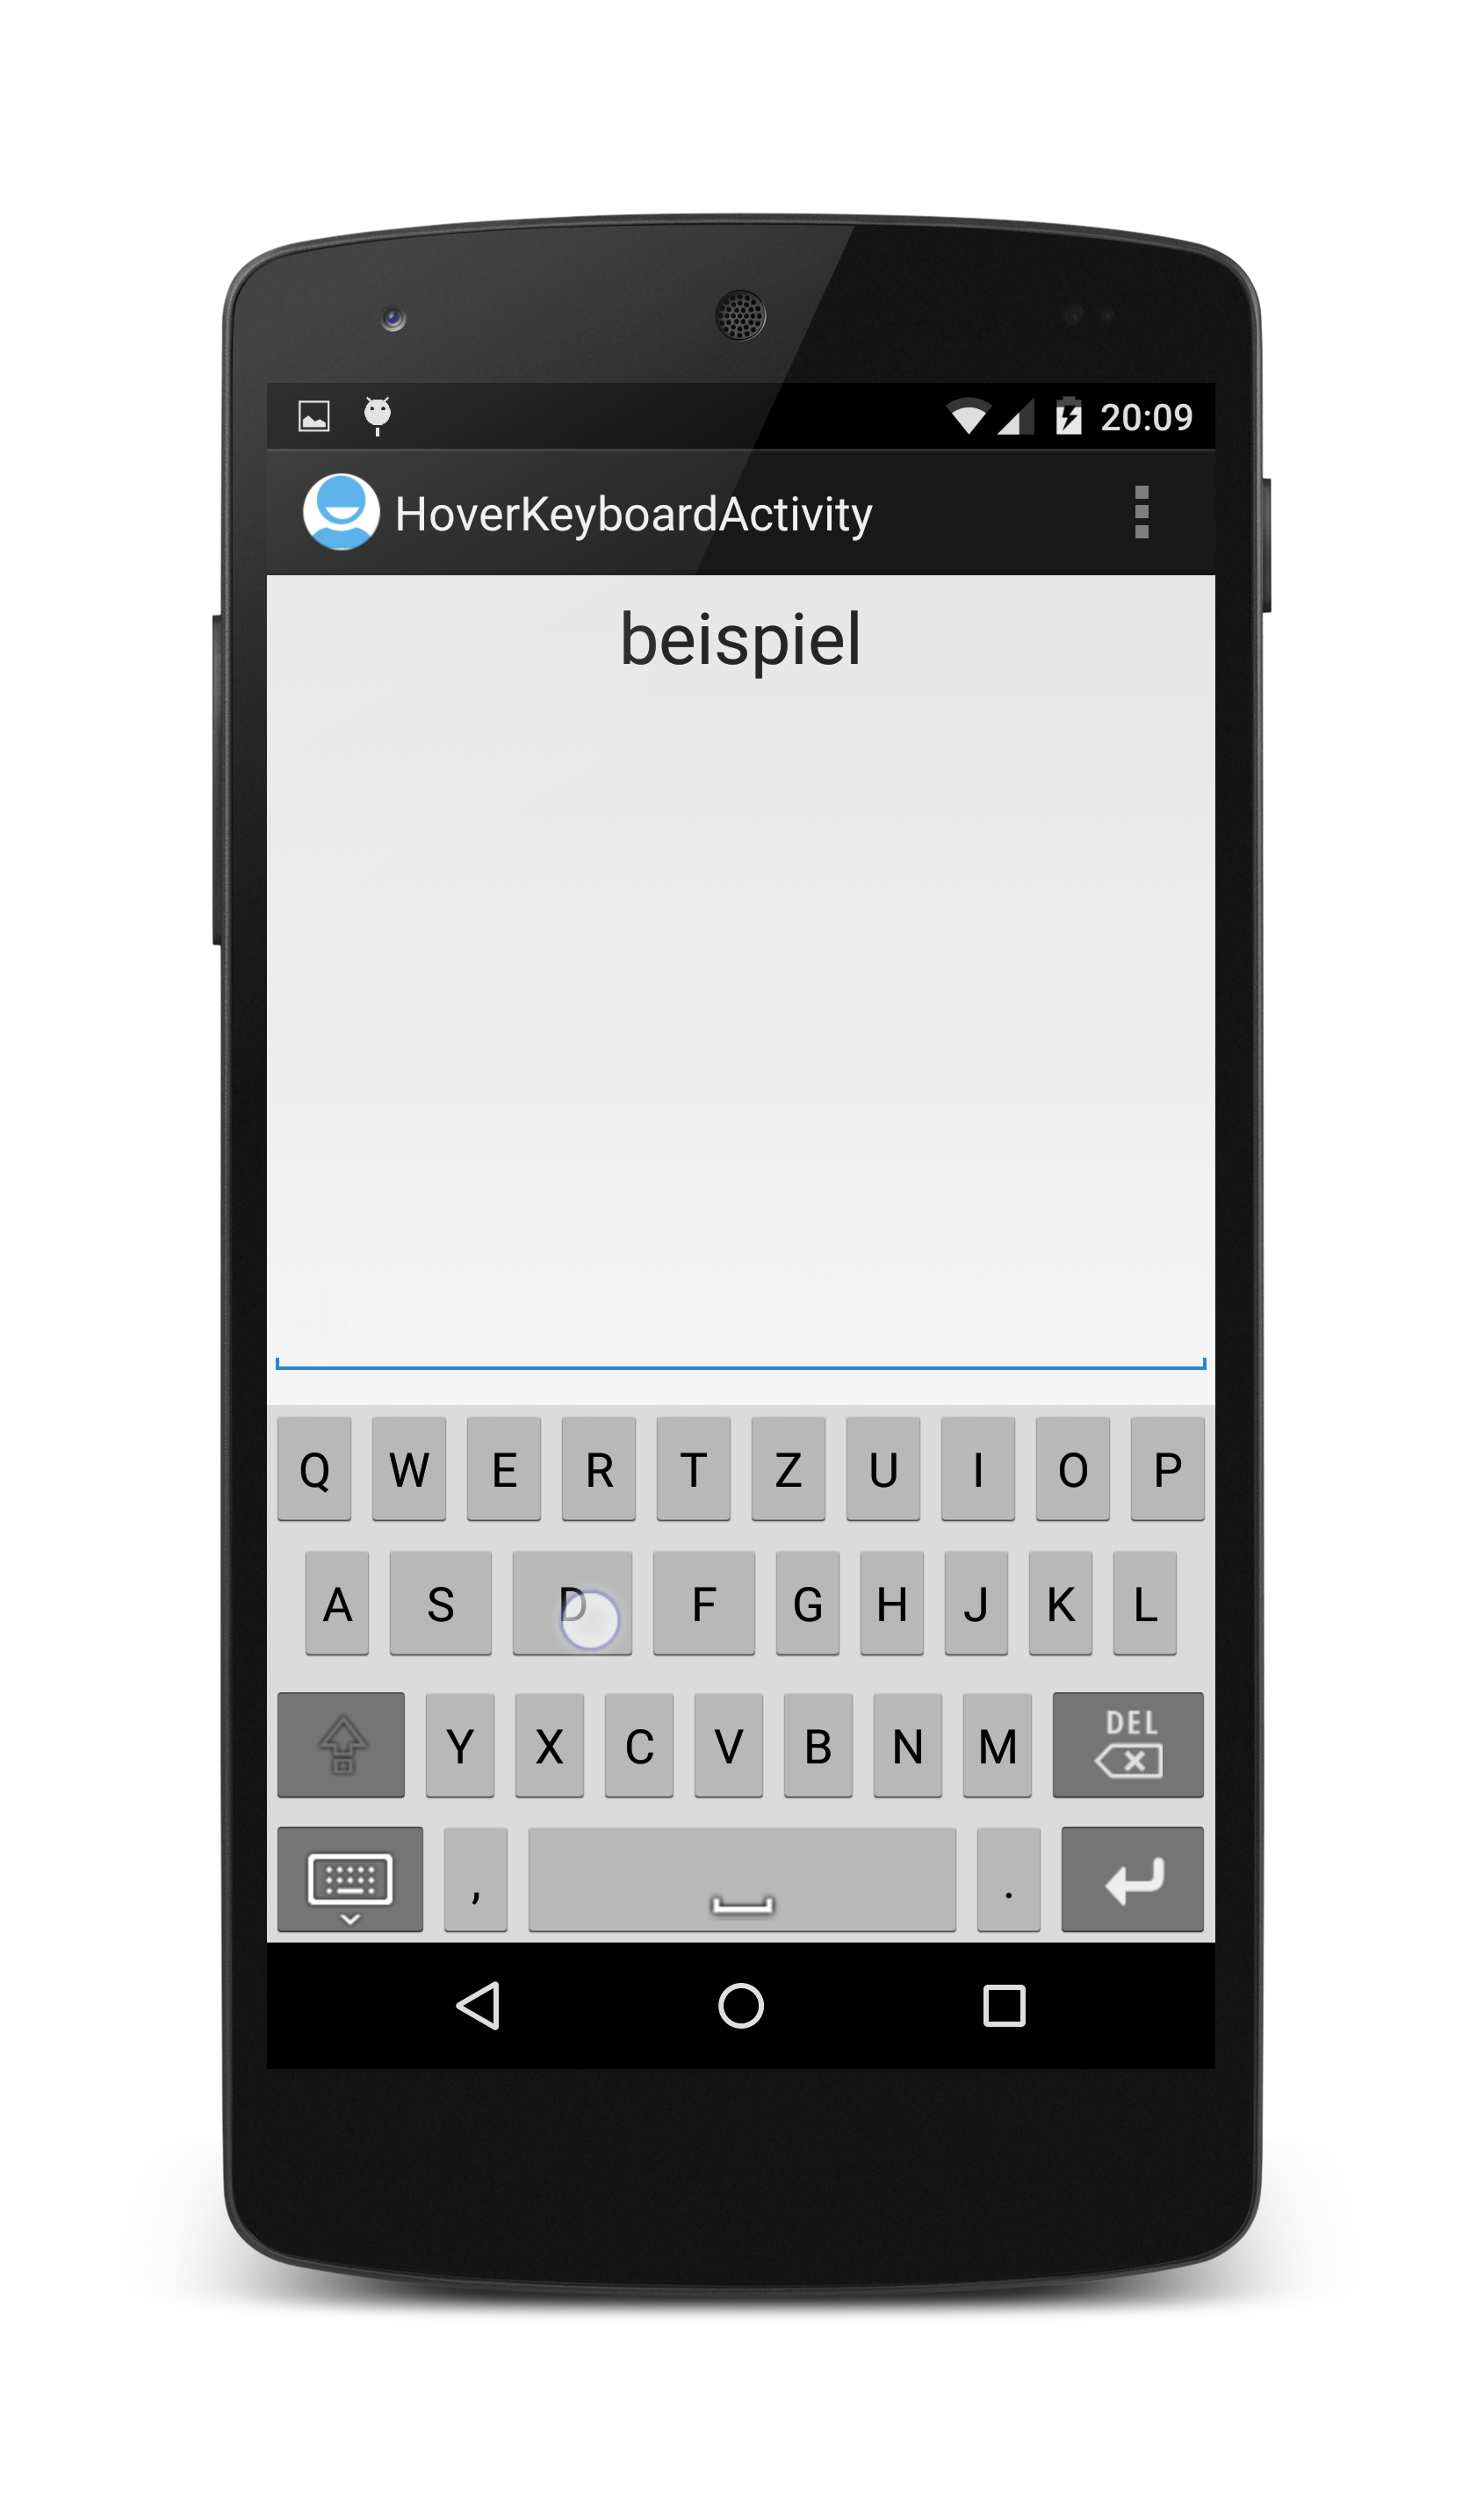 20:09
HoverKeyboardActivity
beispiel
Q W E R T Z U I O P
A S D F G H J K L
Y X C V B N M DEL
, .